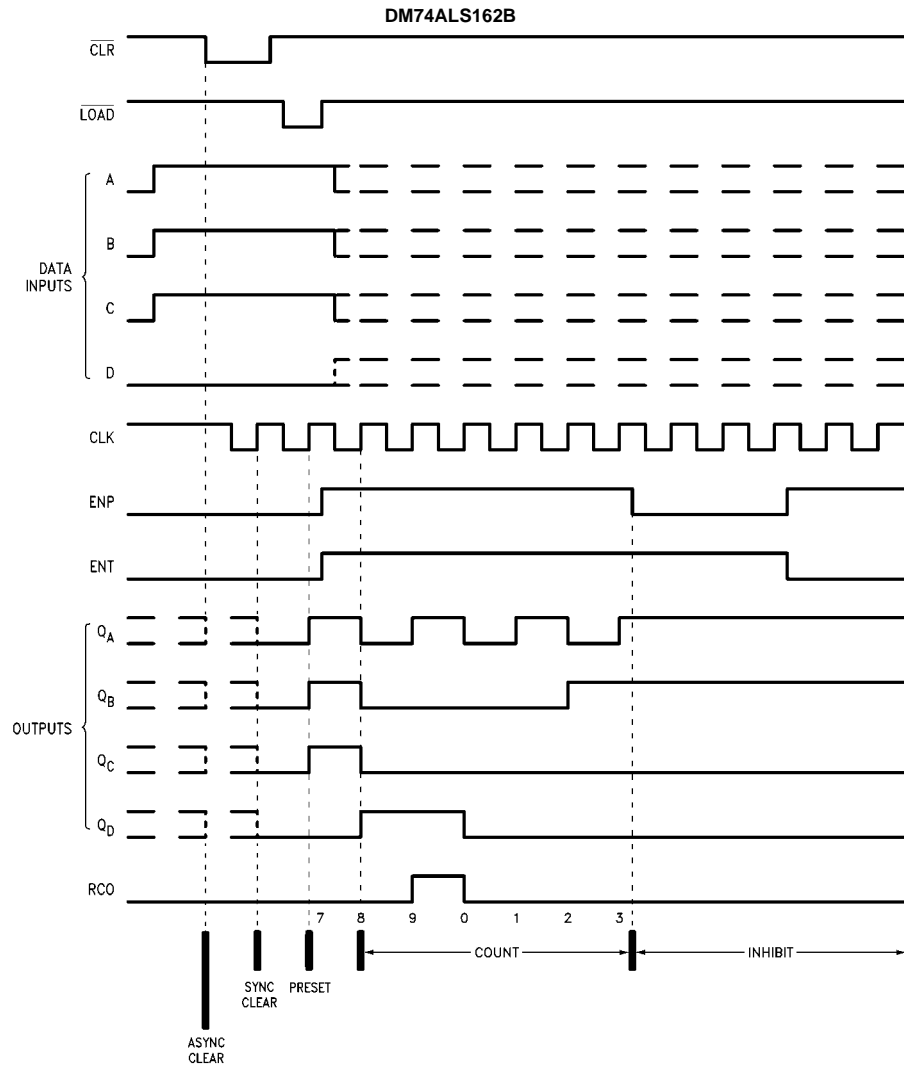 DM74ALS162B
CLR
LOAD
A
B
DATA
INPUTS
C
D
CLK
ENP
ENT
QA
QB
OUTPUTS
QC
QD
RCO
7 8 9 0 1 2 3
COUNT INHIBIT
SYNC
CLEAR
PRESET
ASYNC
CLEAR